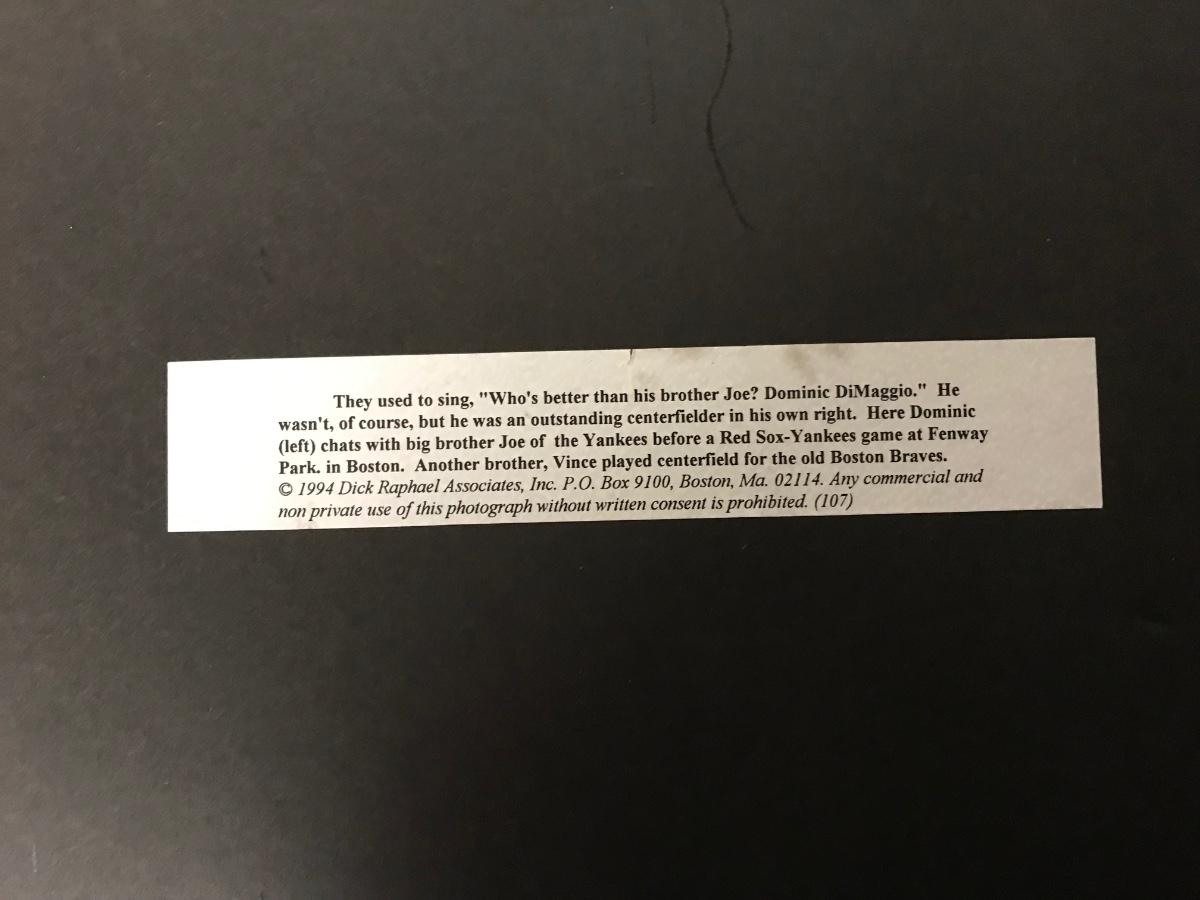 They used to sing, "Who's better than his brother Joe? Dominic DiMaggio." He
wasn't, of course, but he was an outstanding centerfielder in his own right. Here Dominic
(left) chats with big brother Joe of the Yankees before a Red Sox-Yankees game at Fenway
Park. in Boston. Another brother, Vince played centerfield for the old Boston Braves.
© 1994 Dick Raphael Associates, Inc. P.O. Box 9100, Boston, Ma. 02114. Any commercial and
non private use of this photograph without written consent is prohibited. (107)